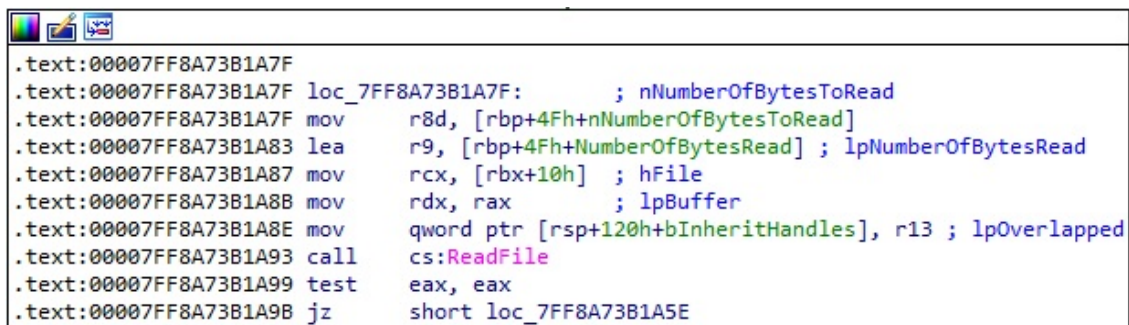 .text:00007FF8A73B1A7F
.text:00007FF8A73B1A7F loc_7FF8A73B1A7F: ; nNumberOfBytesToRead
.text:00007FF8A73B1A7F mov r8d, [rbp+4Fh+nNumberOfBytesToRead]
.text:00007FF8A73B1A83 lea r9, [rbp+4Fh+NumberOfBytesRead] ; lpNumberOfBytesRead
.text:00007FF8A73B1A87 mov rcx, [rbx+10h] ; hFile
.text:00007FF8A73B1A8B mov rdx, rax ; lpBuffer
.text:00007FF8A73B1A8E mov qword ptr [rsp+120h+bInheritHandles], r13 ; lpOverlapped
.text:00007FF8A73B1A93 call cs:ReadFile
.text:00007FF8A73B1A99 test eax, eax
.text:00007FF8A73B1A9B jz short loc_7FF8A73B1A5E